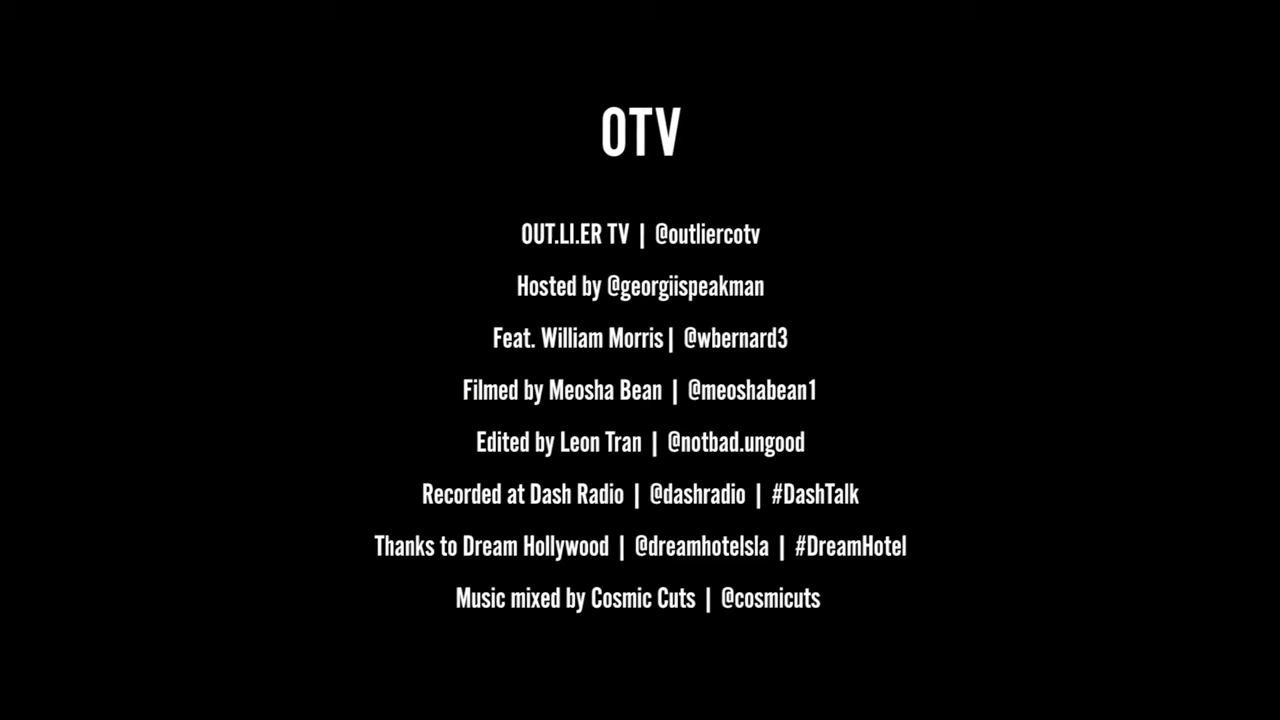 OTV
OUT.LI.ER TV | @outliercotv
Hosted by @georgiispeakman
Feat. William Morris | @wbernard3
Filmed by Meosha Bean | @meoshabean1
Edited by Leon Tran | @notbad.ungood
Recorded at Dash Radio | @dashradio | #DashTalk
Thanks to Dream Hollywood | @dreamhotelsla | #DreamHotel
Music mixed by Cosmic Cuts | @cosmicuts